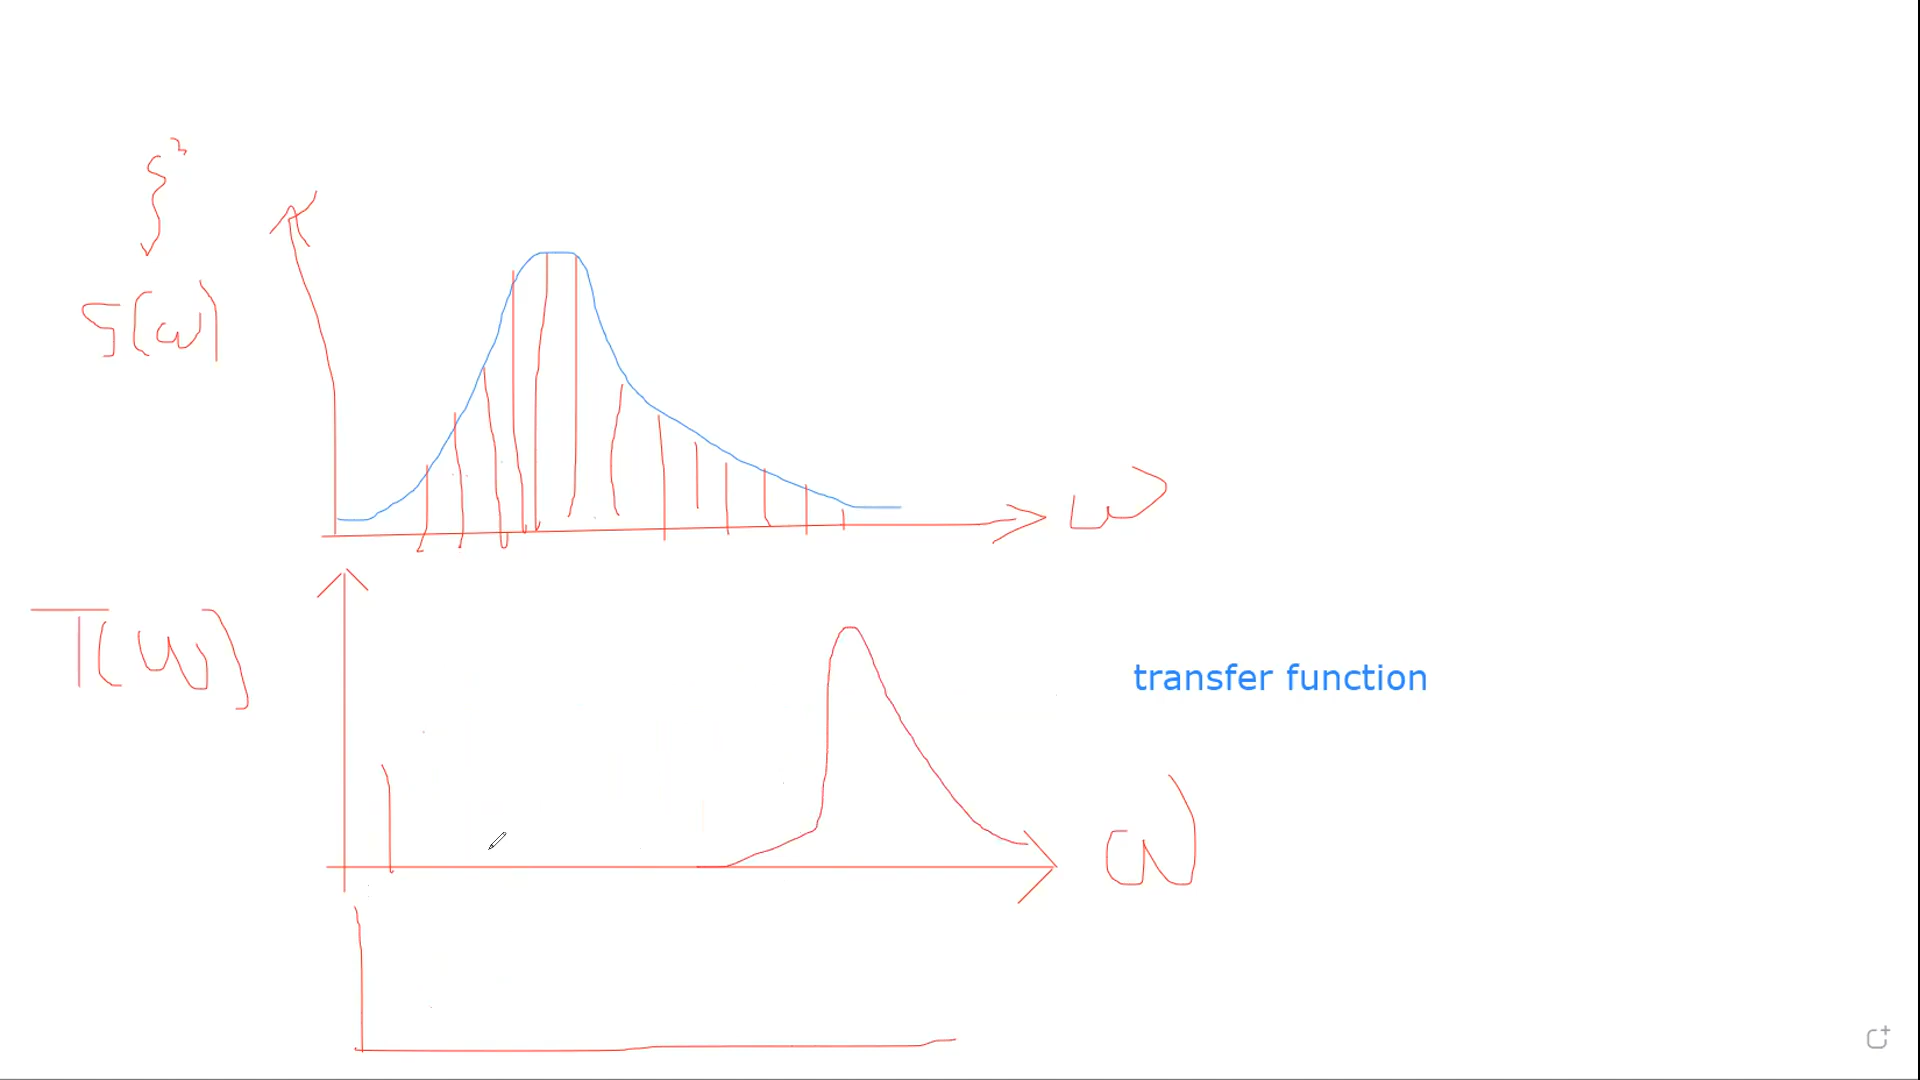 S(ω)
ω
T(ω)
transfer function
ω